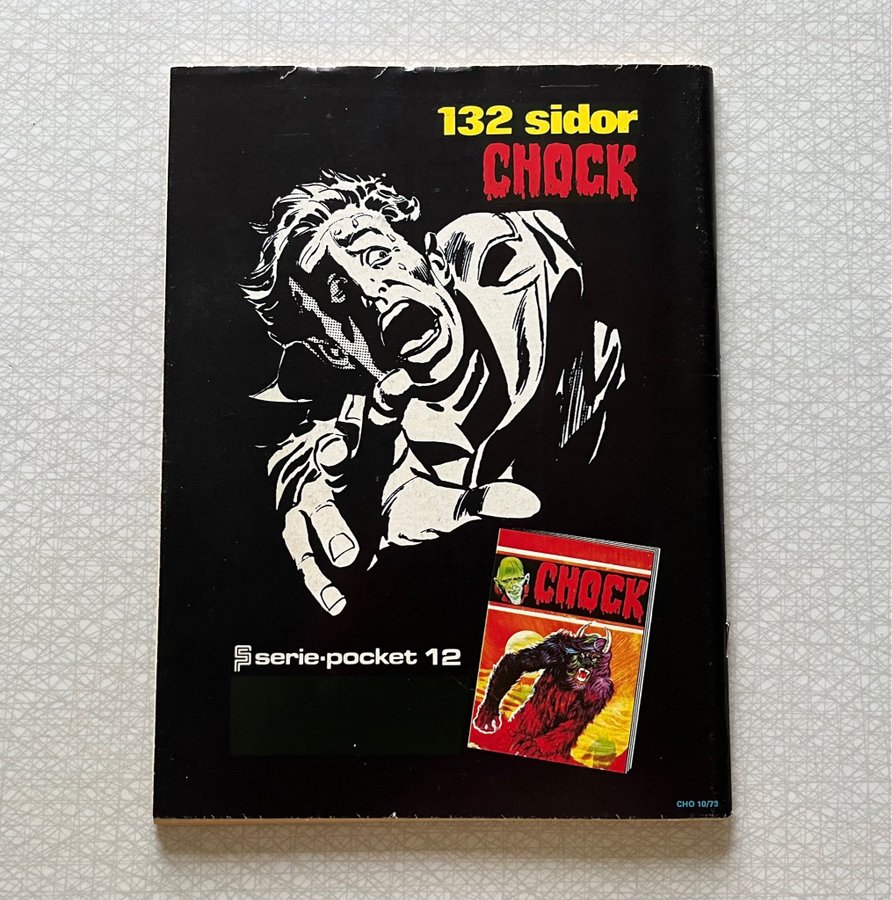 132 sidor
CHOCK
CHOCK
serie·pocket 12
CHO 10/73